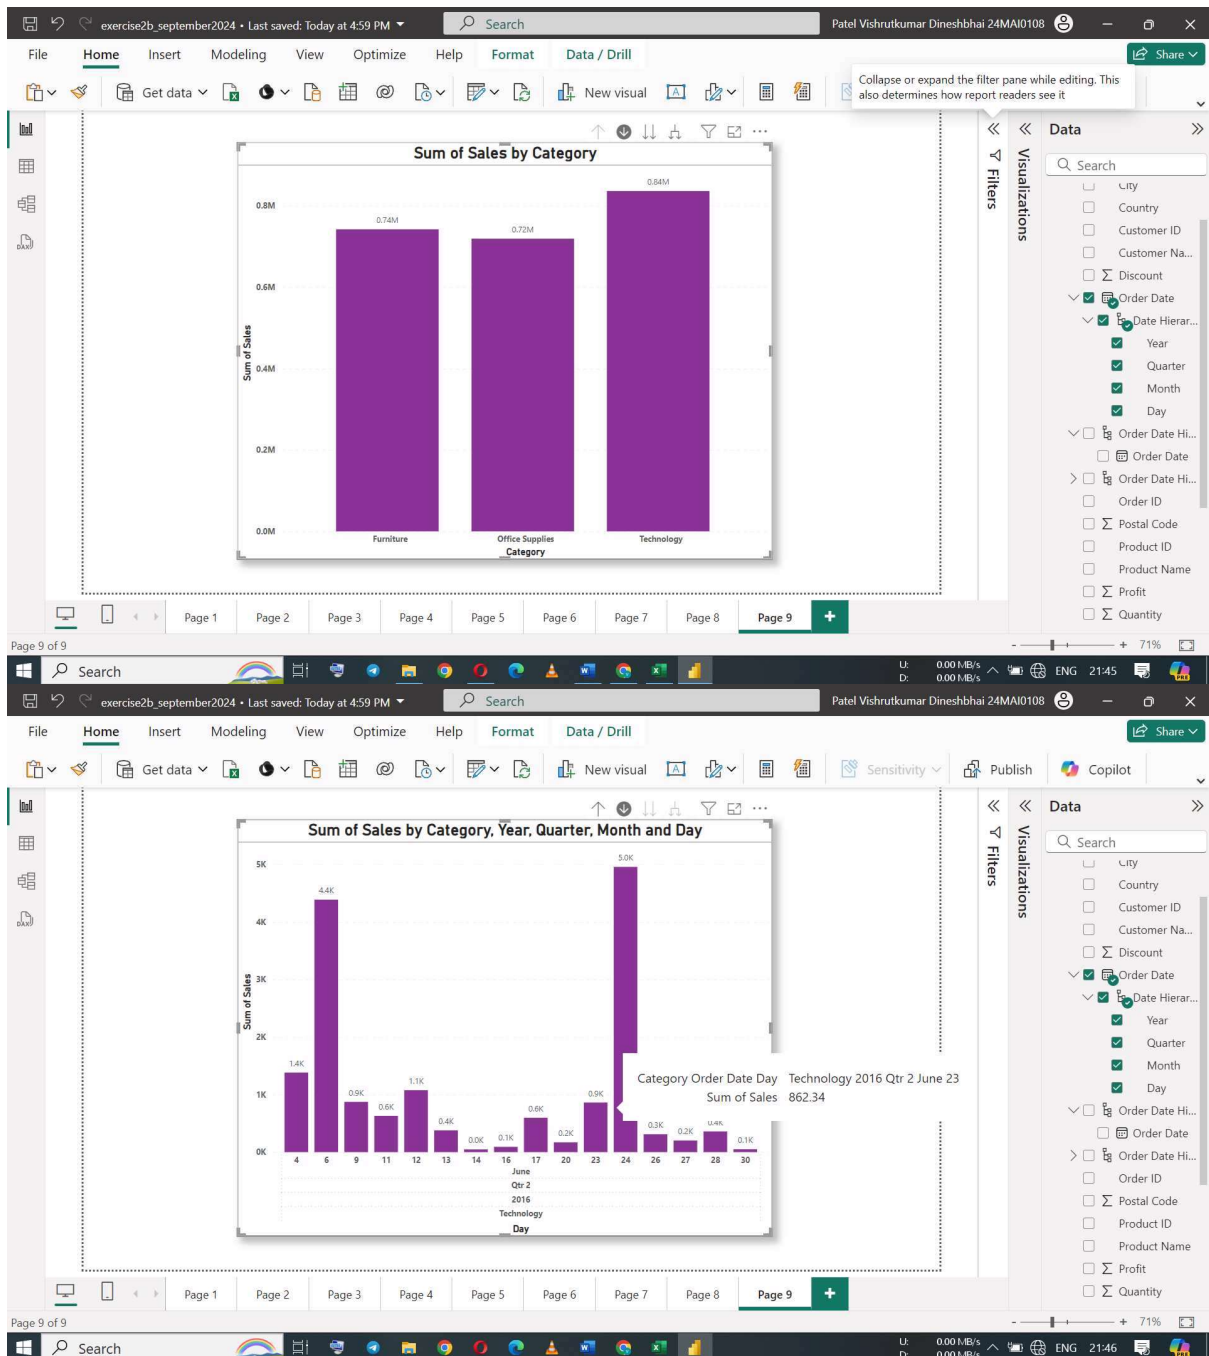 exercise2b_september2024 • Last saved: Today at 4:59 PM
Search
Patel Vishrutkumar Dineshbhai 24MAI0108
File Home Insert Modeling View Optimize Help Format Data / Drill
Share
Collapse or expand the filter pane while editing. This
also determines how report readers see it
Get data
New visual
Sum of Sales by Category
0.8M
0.6M
0.4M
0.2M
0.0M
Sum of Sales
0.74M
0.72M
0.84M
Furniture Office Supplies Technology
Category
Filters
Visualizations
Data
Search
City
Country
Customer ID
Customer Na...
Discount
Order Date
Date Hierar...
Year
Quarter
Month
Day
Order Date Hi...
Order Date
Order Date Hi...
Order ID
Postal Code
Product ID
Product Name
Profit
Quantity
Page 1 Page 2 Page 3 Page 4 Page 5 Page 6 Page 7 Page 8 Page 9 +
Page 9 of 9
- + 71%
Search
U: 0.00 MB/s
D: 0.00 MB/s
ENG 21:45
PRE
exercise2b_september2024 • Last saved: Today at 4:59 PM
Search
Patel Vishrutkumar Dineshbhai 24MAI0108
File Home Insert Modeling View Optimize Help Format Data / Drill
Share
Get data
New visual
Sensitivity
Publish
Copilot
Sum of Sales by Category, Year, Quarter, Month and Day
5K
4K
3K
2K
1K
0K
Sum of Sales
1.4K
4.4K
0.9K
0.6K
1.1K
0.4K
0.0K
0.1K
0.6K
0.2K
0.9K
5.0K
0.3K
0.2K
0.4K
0.1K
Category Order Date Day Technology 2016 Qtr 2 June 23
Sum of Sales 862.34
4 6 9 11 12 13 14 16 17 20 23 24 26 27 28 30
June
Qtr 2
2016
Technology
Day
Filters
Visualizations
Data
Search
City
Country
Customer ID
Customer Na...
Discount
Order Date
Date Hierar...
Year
Quarter
Month
Day
Order Date Hi...
Order Date
Order Date Hi...
Order ID
Postal Code
Product ID
Product Name
Profit
Quantity
Page 1 Page 2 Page 3 Page 4 Page 5 Page 6 Page 7 Page 8 Page 9 +
Page 9 of 9
- + 71%
Search
U: 0.00 MB/s
D: 0.00 MB/s
ENG 21:46
PRE